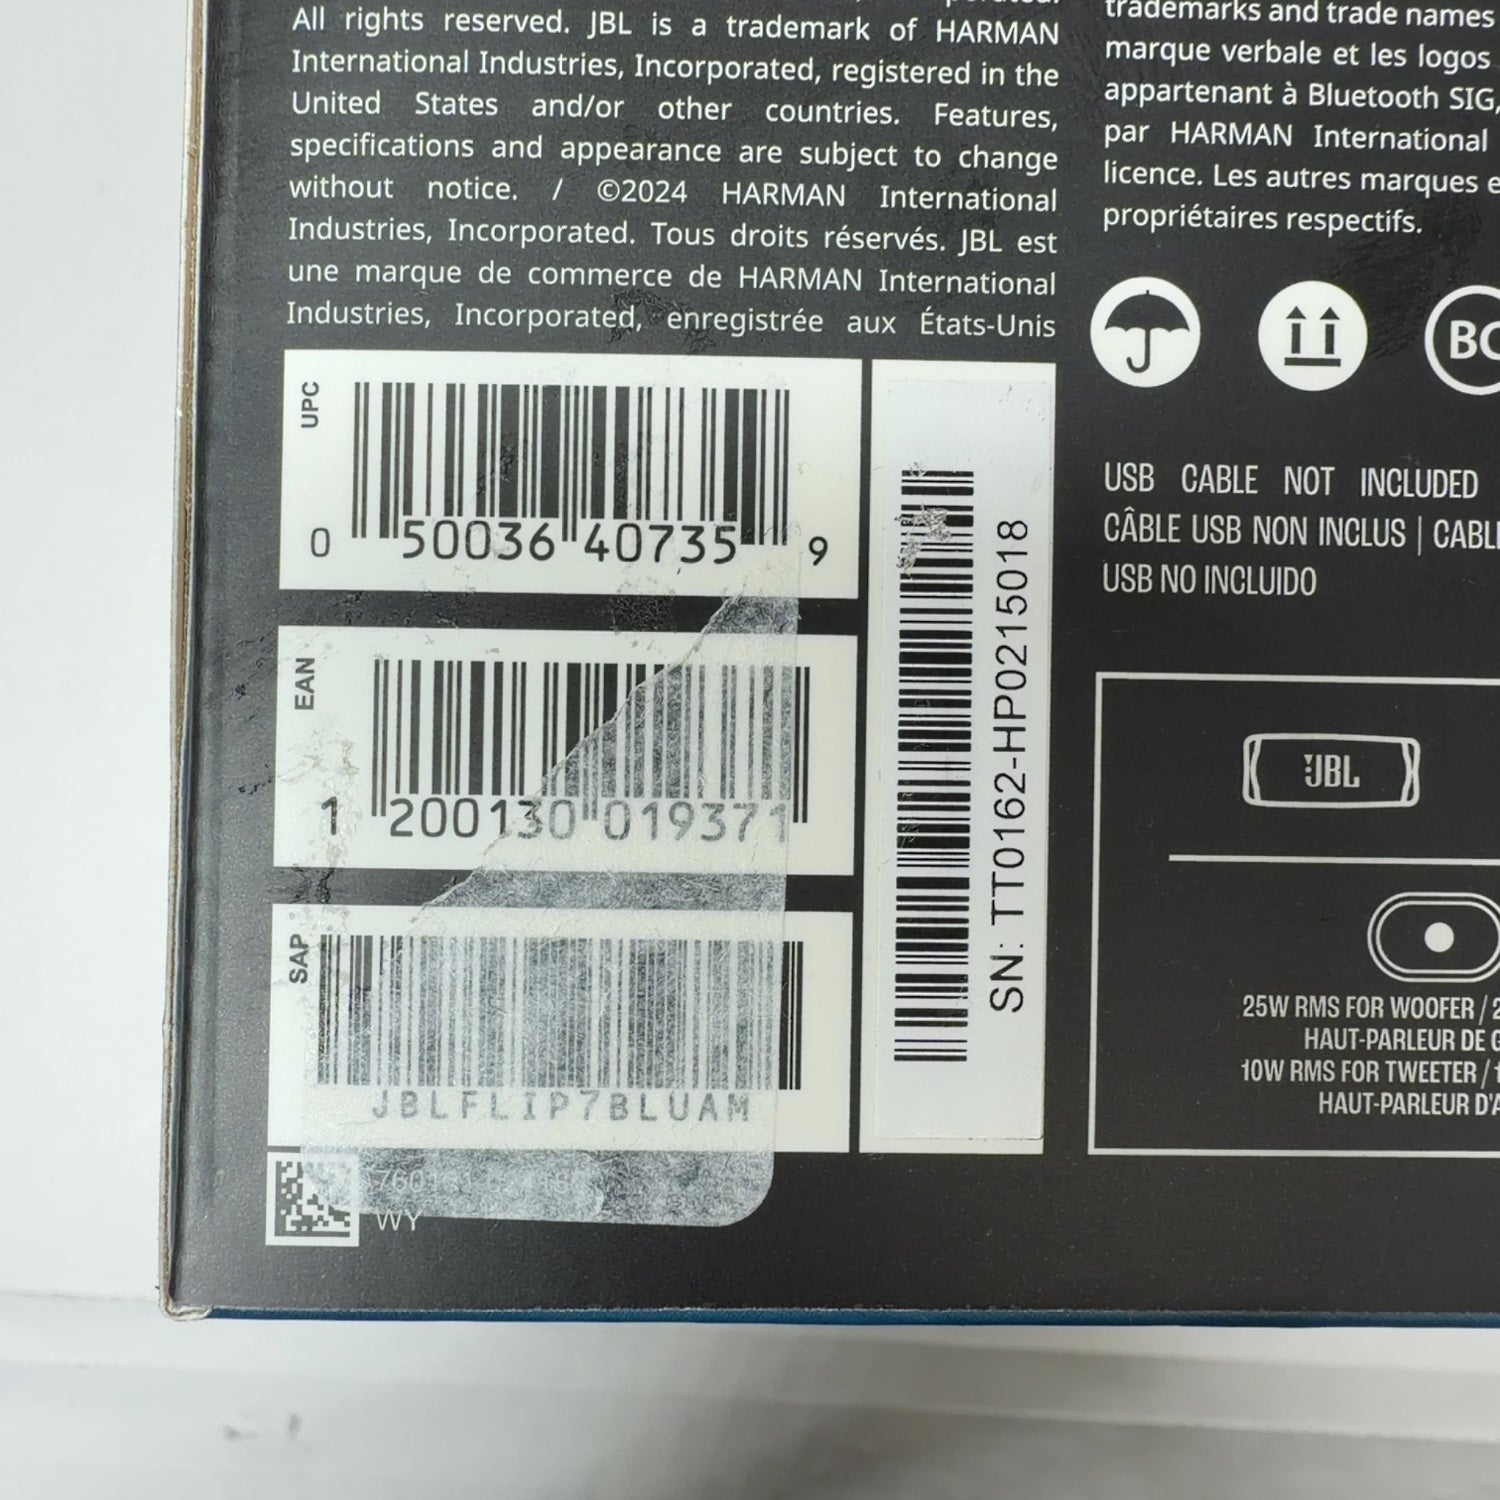 All rights reserved. JBL is a trademark of HARMAN
International Industries, Incorporated, registered in the
United States and/or other countries. Features,
specifications and appearance are subject to change
without notice. / ©2024 HARMAN International
Industries, Incorporated. Tous droits réservés. JBL est
une marque de commerce de HARMAN International
Industries, Incorporated, enregistrée aux États-Unis
trademarks and trade names
marque verbale et les logos
appartenant à Bluetooth SIG,
par HARMAN International
licence. Les autres marques e
propriétaires respectifs.
BC
UPC
0 50036 40735 9
EAN
1 200130 019371
SAP
JBLFLIP7BLUAM
WY
SN: TT0162-HP0215018
USB CABLE NOT INCLUDED
CÂBLE USB NON INCLUS | CABL
USB NO INCLUIDO
JBL
25W RMS FOR WOOFER / 2
HAUT-PARLEUR DE G
10W RMS FOR TWEETER / 1
HAUT-PARLEUR D'A